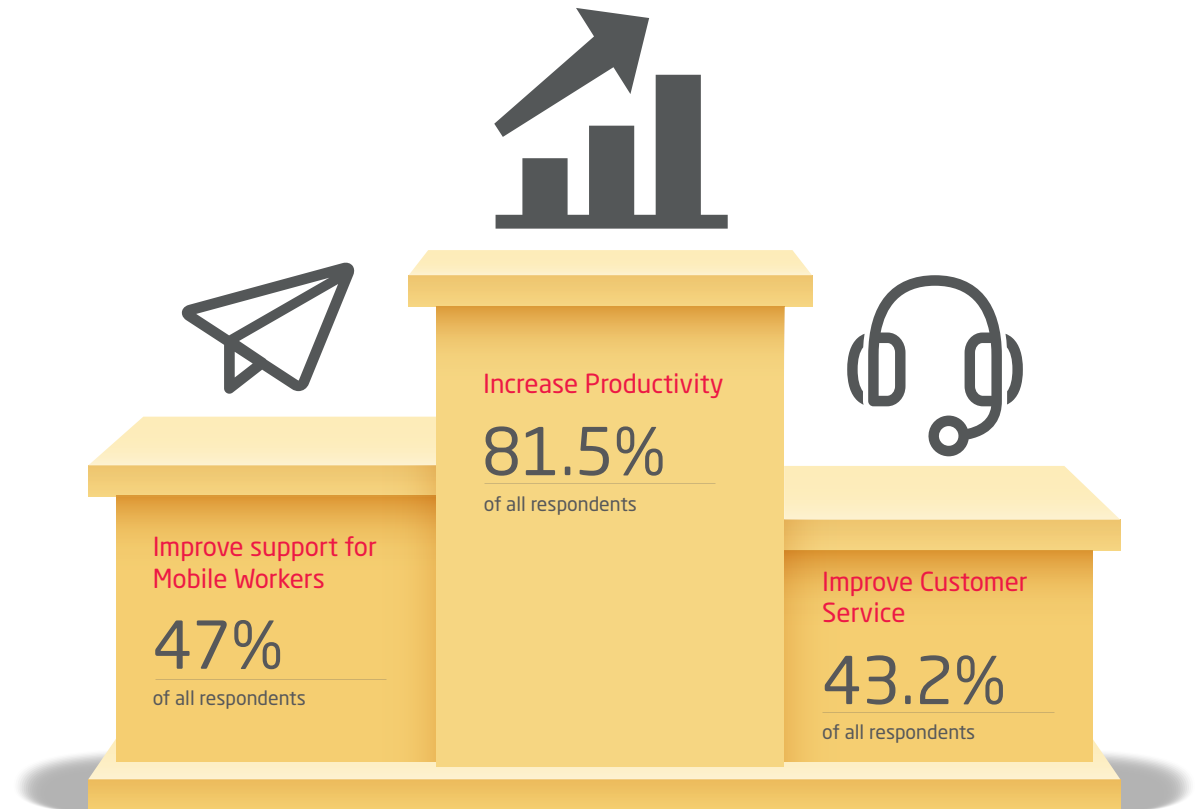 Increase Productivity
81.5%
of all respondents
Improve support for
Mobile Workers
47%
of all respondents
Improve Customer
Service
43.2%
of all respondents